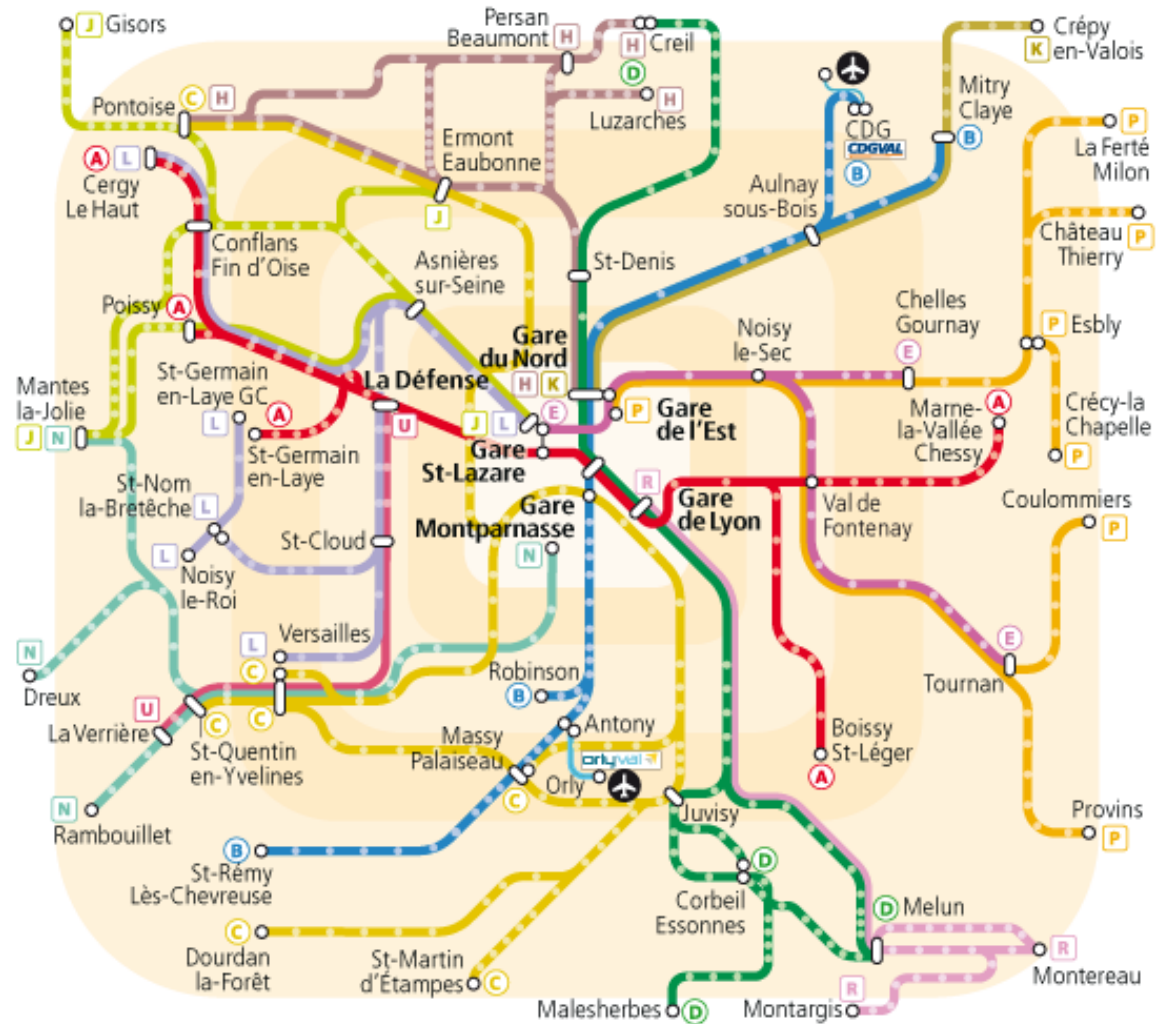 J Gisors
Persan
Beaumont H
H Creil
D
Crépy
K en-Valois
Pontoise C H
H
Luzarches
CDG
CDGVAL
B
Mitry
Claye
B
P
La Ferté
Milon
A L
Cergy
Le Haut
Ermont
Eaubonne
J
Aulnay
sous-Bois
Château P
Thierry
Conflans
Fin d'Oise
Asnières
sur-Seine
St-Denis
Poissy A
Gare
du Nord
H K
Noisy
le-Sec
Chelles
Gournay
E
P Esbly
St-Germain
en-Laye GC
L
La Défense
U
Mantes
la-Jolie
J N
A
St-Germain
en-Laye
J L
E
P
Gare
de l'Est
Marne- A
la-Vallée
Chessy
Crécy-la
Chapelle
P
Gare
St-Lazare
St-Nom
la-Bretêche L
Gare
Montparnasse
N
R
Gare
de Lyon
Val de
Fontenay
Coulommiers
P
St-Cloud
L
Noisy
le-Roi
Versailles
L
C
C
N
Dreux
Robinson
B
E
Tournan
U
La Verrière
C
St-Quentin
en-Yvelines
Massy
Palaiseau
C
Antony
orlyval
Orly
Boissy
St-Léger
A
N
Rambouillet
Juvisy
Provins
P
B
St-Rémy
Lès-Chevreuse
D
Corbeil
Essonnes
D Melun
C
Dourdan
la-Forêt
St-Martin
d'Étampes C
Malesherbes D
R
Montargis
R
Montereau